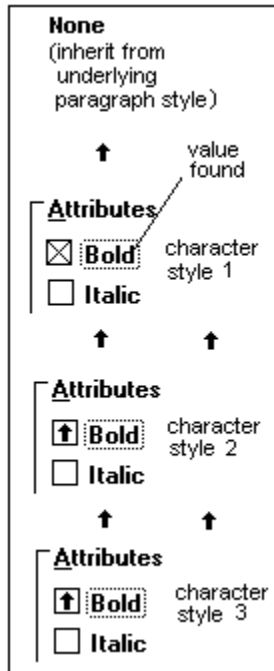 None
(inherit from
underlying
paragraph style)
value
found
Attributes
Bold
character
style 1
Italic
Attributes
Bold
character
style 2
Italic
Attributes
Bold
character
style 3
Italic